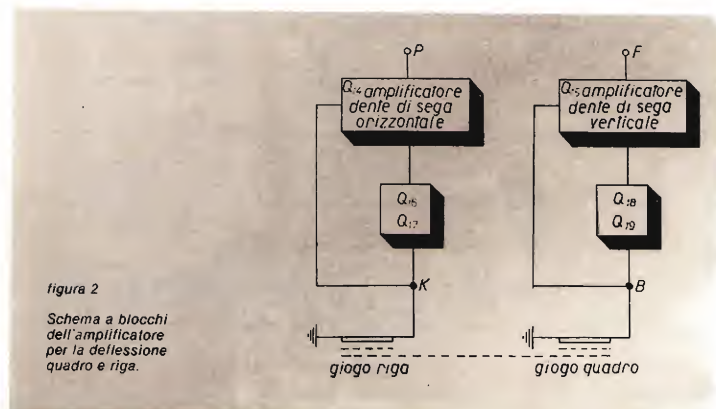 P
F
Q14 amplificatore
dente di sega
orizzontale
Q15 amplificatore
dente di sega
verticale
Q16
Q17
Q18
Q19
K
B
giogo riga
giogo quadro
figura 2
Schema a blocchi
dell'amplificatore
per la deflessione
quadro e riga.